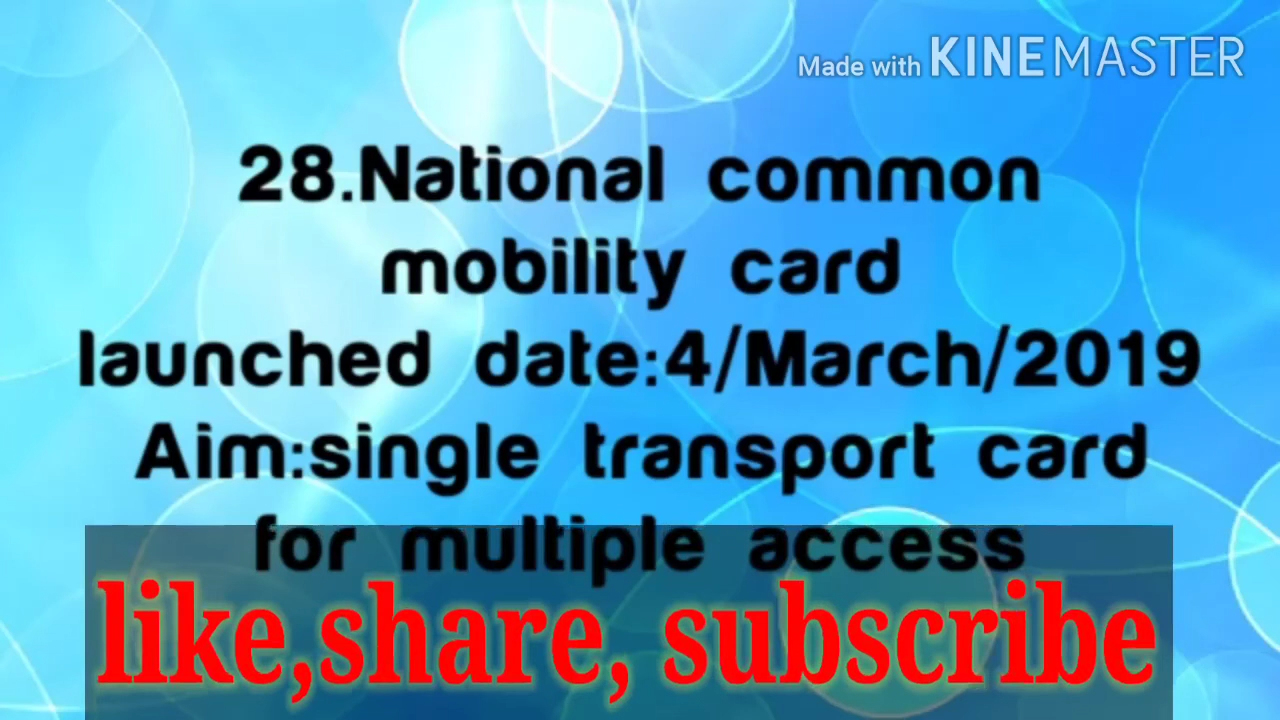 Made with KINEMASTER
28.National common
mobility card
launched date:4/March/2019
Aim:single transport card
for multiple access
like,share, subscribe